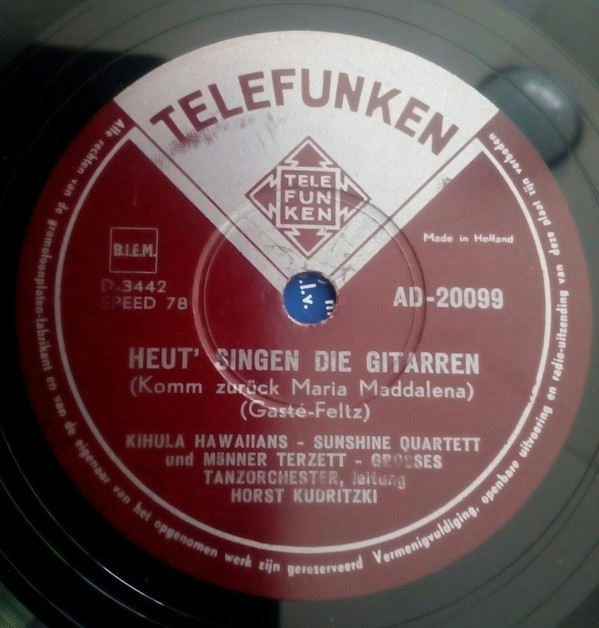 TELEFUNKEN
TELE
FUN
KEN
B.I.E.M.
Made in Holland
D-3442
SPEED 78
AD-20099
HEUT' SINGEN DIE GITARREN
(Komm zurück Maria Maddalena)
(Gasté-Feltz)
KIHULA HAWAIIANS - SUNSHINE QUARTETT
und MÄNNER TERZETT - GROSSES
TANZORCHESTER, leitung
HORST KUDRITZKI
Alle rechten van de gramofoonplaten-fabrikant en van de eigenaar van het opgenomen werk zijn gereserveerd Vermenigvuldiging, openbare uitvoering en radio-uitzending van deze plaat zijn verboden